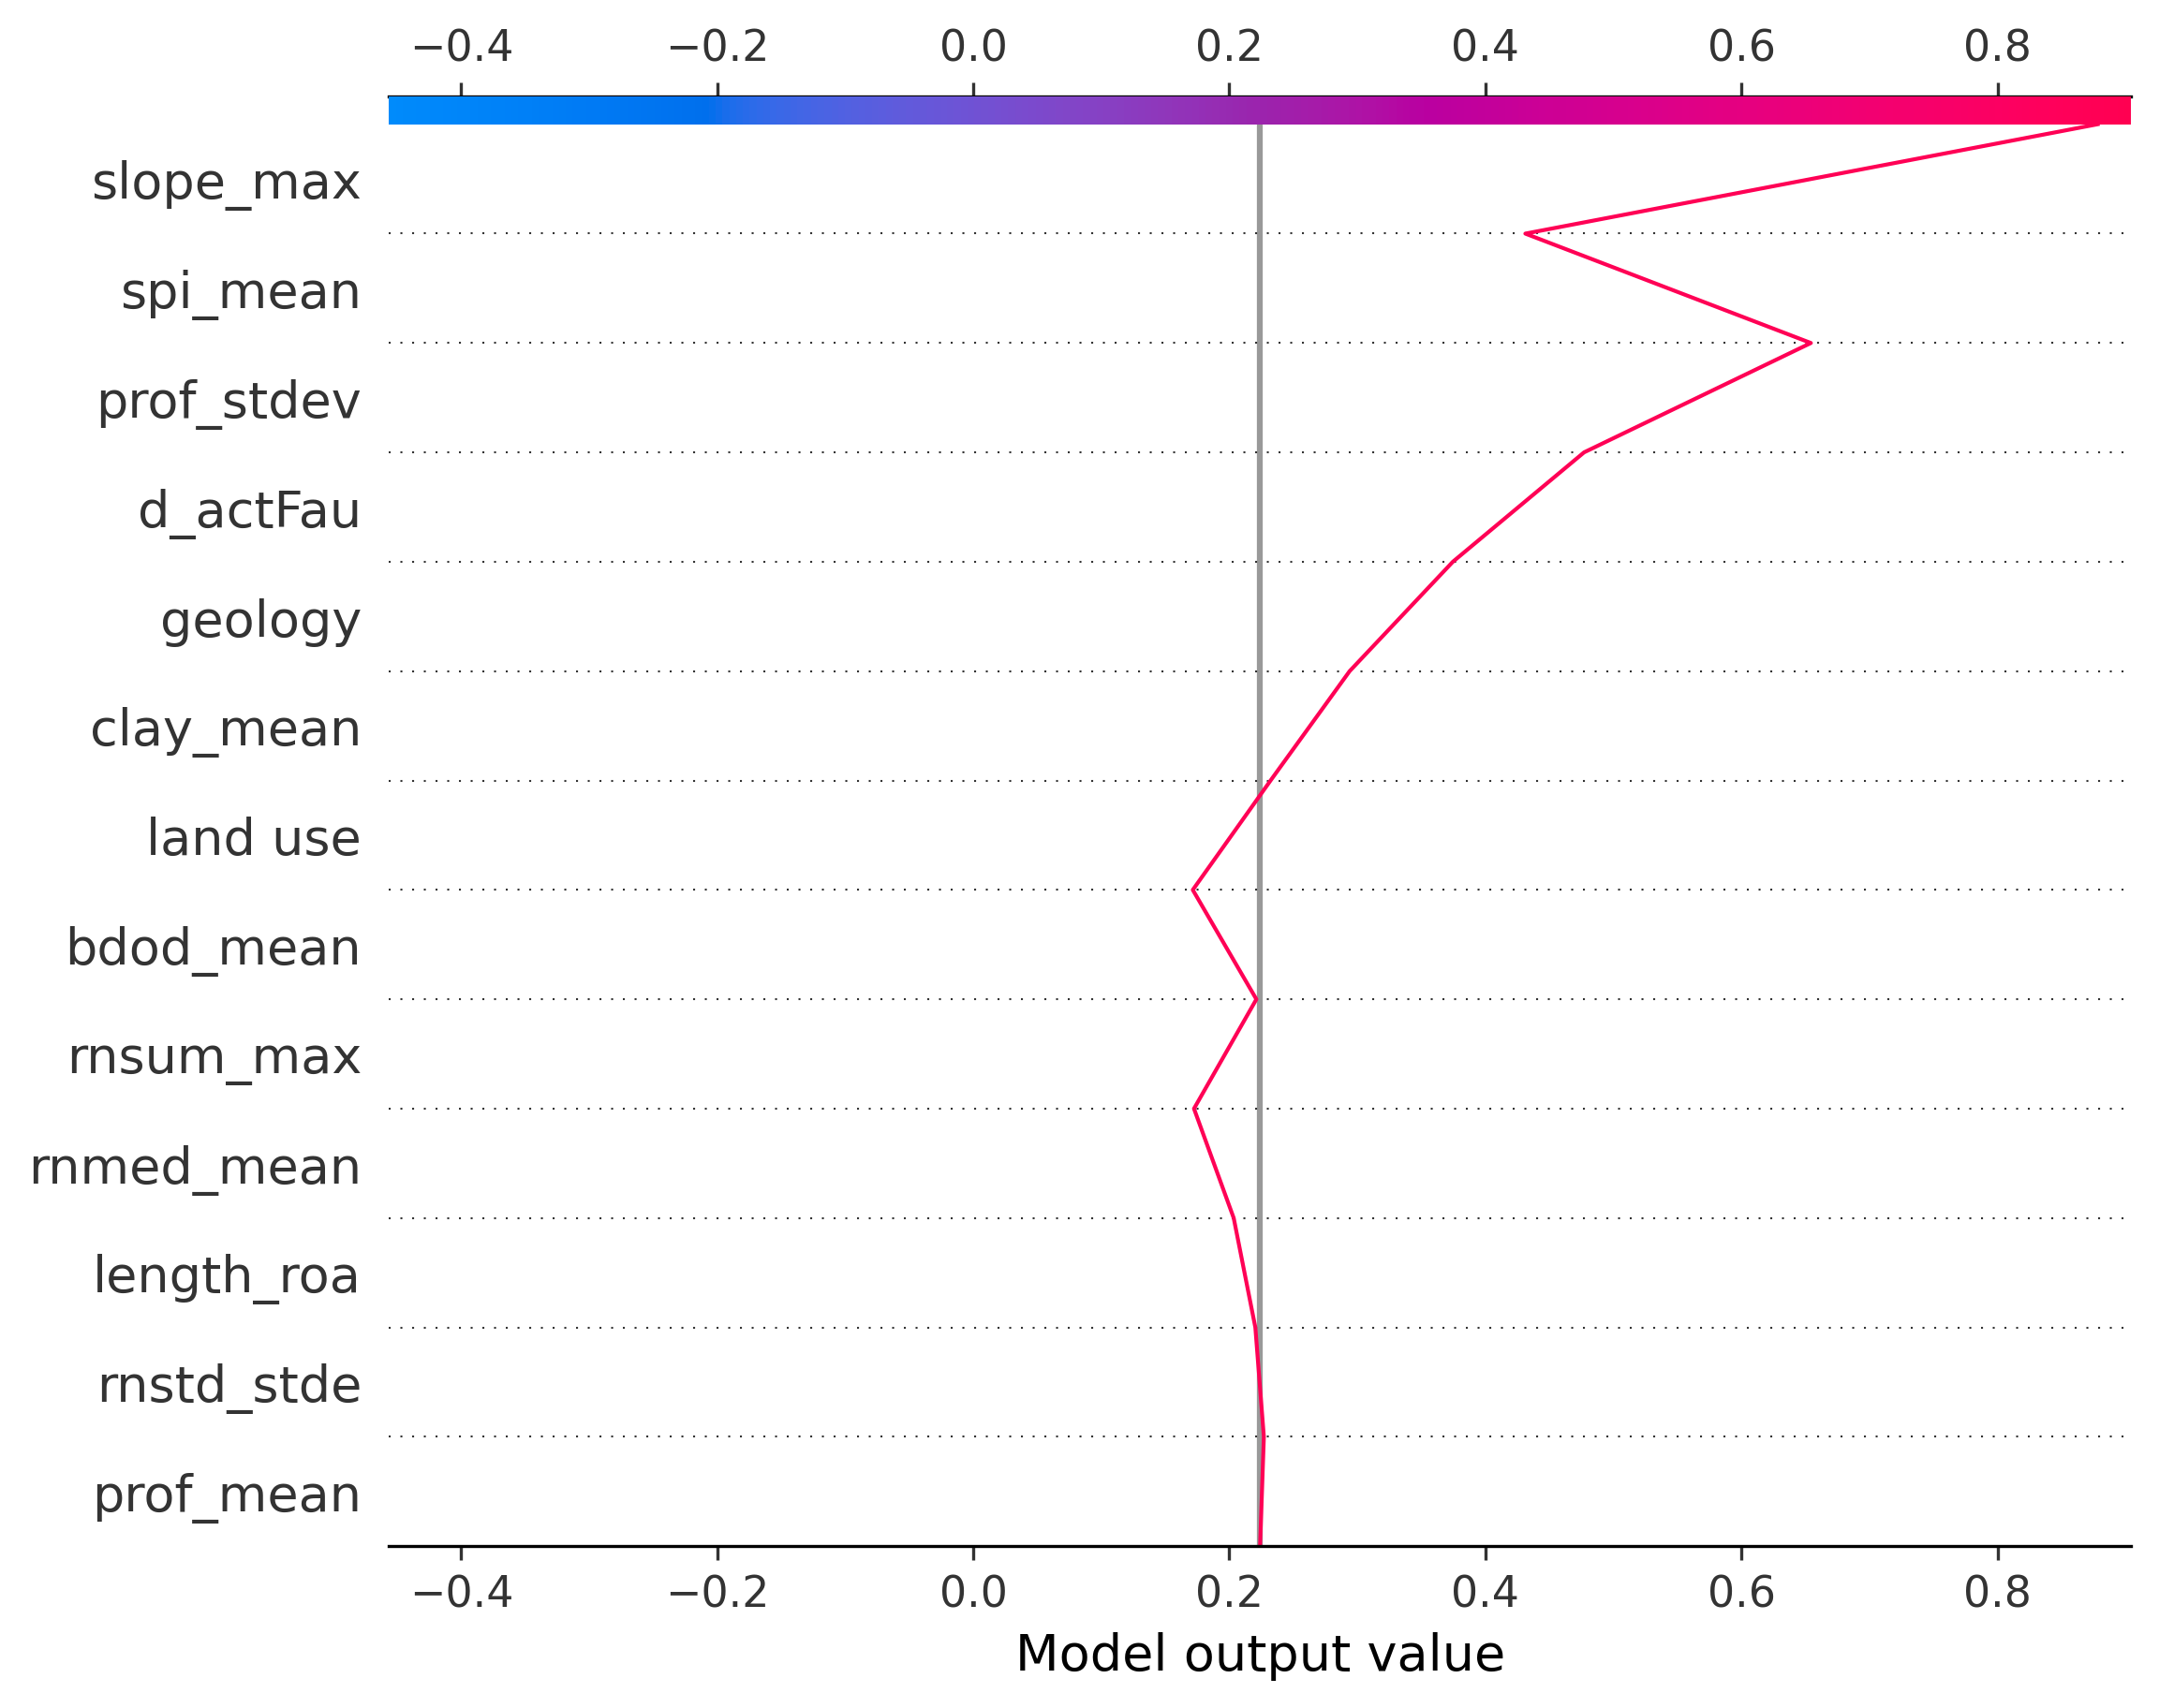 −0.4 −0.2 0.0 0.2 0.4 0.6 0.8
slope_max
spi_mean
prof_stdev
d_actFau
geology
clay_mean
land use
bdod_mean
rnsum_max
rnmed_mean
length_roa
rnstd_stde
prof_mean
−0.4 −0.2 0.0 0.2 0.4 0.6 0.8
Model output value